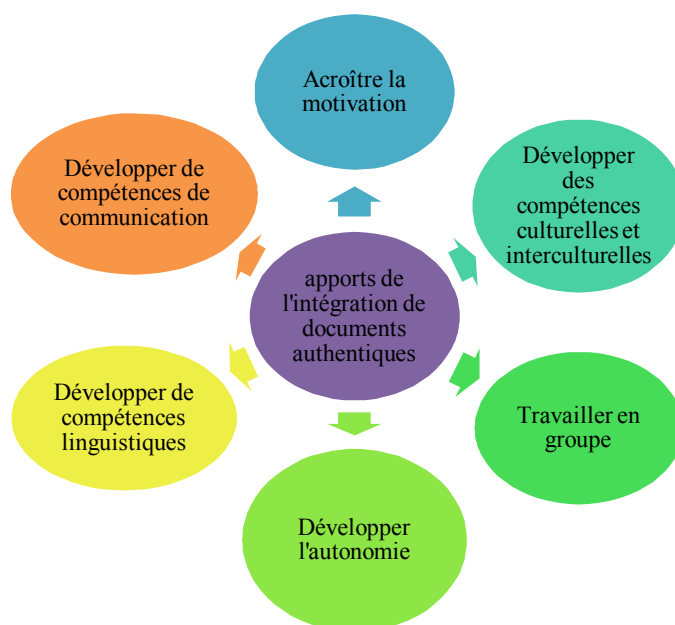 Acroître la
motivation
Développer
des
compétences
culturelles et
interculturelles
Travailler en
groupe
Développer
l'autonomie
Développer de
compétences
linguistiques
Développer de
compétences de
communication
apports de
l'intégration de
documents
authentiques